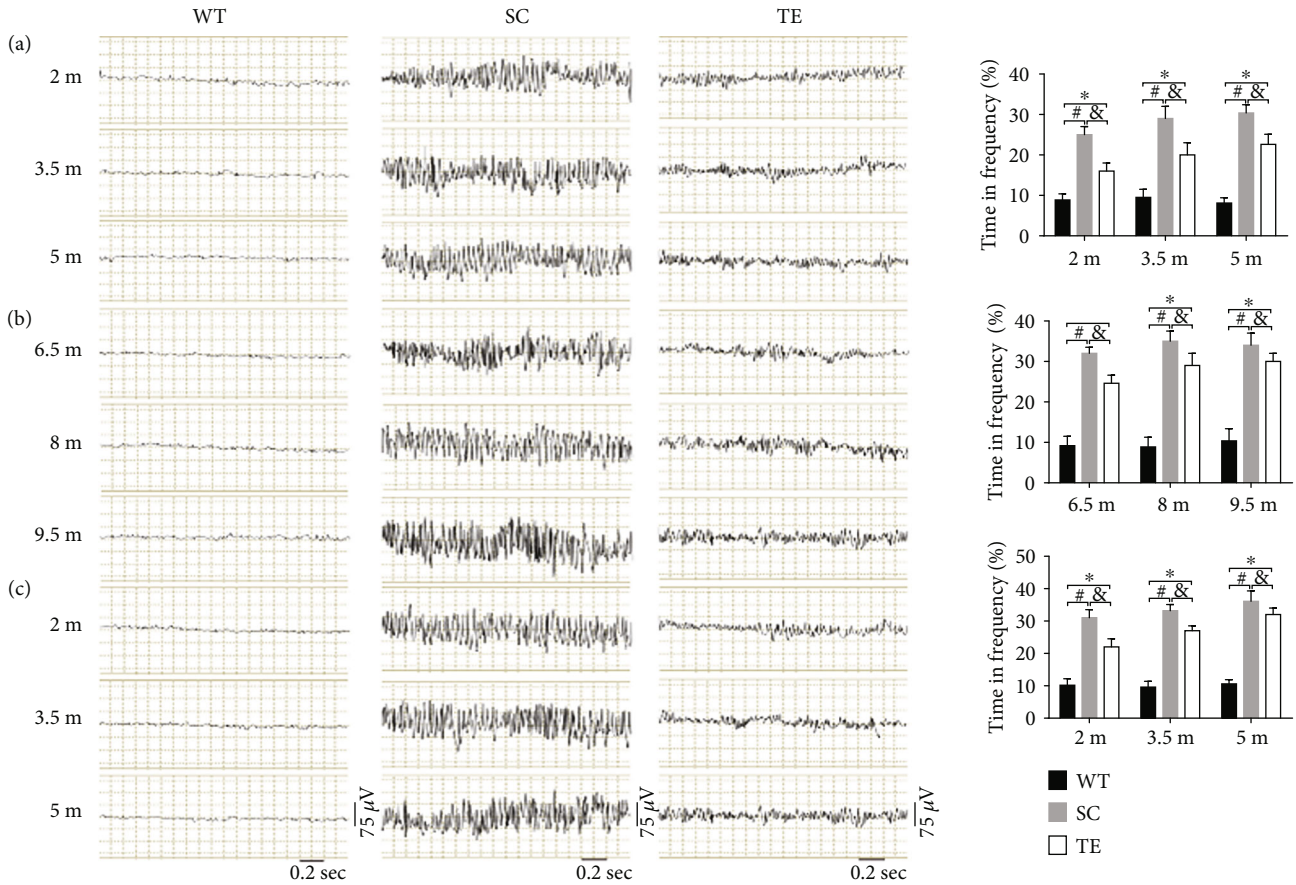 WT SC TE
(a)
2 m
3.5 m
5 m
(b)
6.5 m
8 m
9.5 m
(c)
2 m
3.5 m
5 m
75 μV
75 μV
75 μV
0.2 sec
0.2 sec
0.2 sec
Time in frequency (%)
40
30
20
10
0
* * *
# & # & # &
2 m 3.5 m 5 m
Time in frequency (%)
40
30
20
10
0
* *
# & # & # &
6.5 m 8 m 9.5 m
Time in frequency (%)
50
40
30
20
10
0
* * *
# & # & # &
2 m 3.5 m 5 m
WT
SC
TE